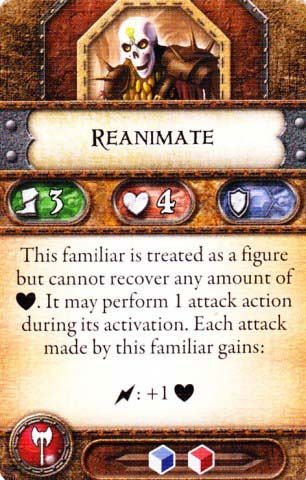 REANIMATE
3 4
This familiar is treated as a figure
but cannot recover any amount of
♥. It may perform 1 attack action
during its activation. Each attack
made by this familiar gains:
: +1 ♥